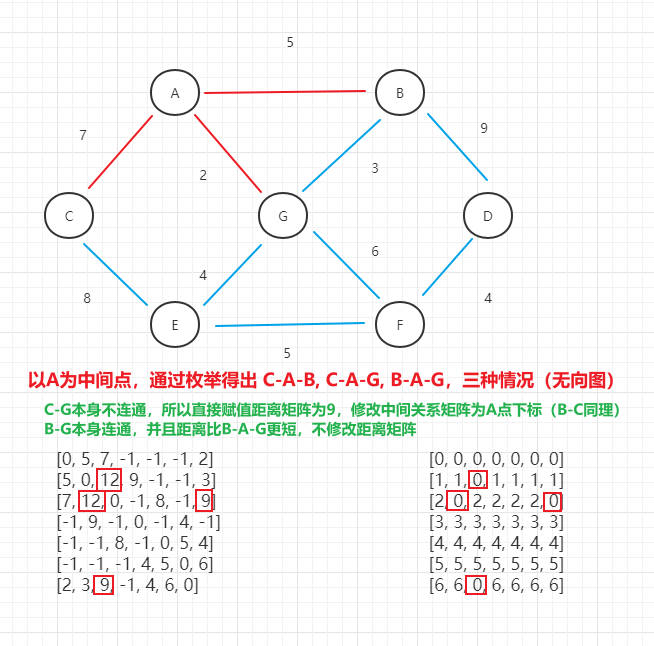 5
A
B
7
9
2
3
C
G
D
6
4
8
4
E
F
5
以A为中间点，通过枚举得出 C-A-B, C-A-G, B-A-G，三种情况（无向图）
C-G本身不连通，所以直接赋值距离矩阵为9，修改中间关系矩阵为A点下标（B-C同理）
B-G本身连通，并且距离比B-A-G更短，不修改距离矩阵
[0, 5, 7, -1, -1, -1, 2] [0, 0, 0, 0, 0, 0, 0]
[5, 0, 12, 9, -1, -1, 3] [1, 1, 0, 1, 1, 1, 1]
[7, 12, 0, -1, 8, -1, 9] [2, 0, 2, 2, 2, 2, 0]
[-1, 9, -1, 0, -1, 4, -1] [3, 3, 3, 3, 3, 3, 3]
[-1, -1, 8, -1, 0, 5, 4] [4, 4, 4, 4, 4, 4, 4]
[-1, -1, -1, 4, 5, 0, 6] [5, 5, 5, 5, 5, 5, 5]
[2, 3, 9, -1, 4, 6, 0] [6, 6, 0, 6, 6, 6, 6]